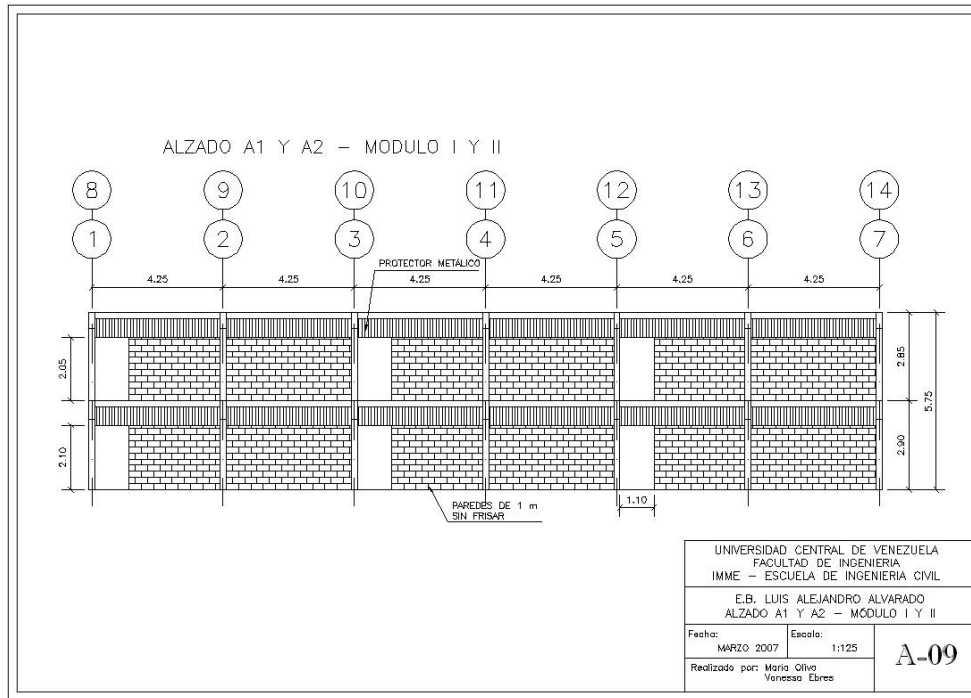 ALZADO A1 Y A2 – MODULO I Y II
8 9 10 11 12 13 14
1 2 3 4 5 6 7
PROTECTOR METÁLICO
4.25 4.25 4.25 4.25 4.25 4.25
2.05
2.85
5.75
2.10
2.90
1.10
PAREDES DE 1 m
SIN FRISAR
UNIVERSIDAD CENTRAL DE VENEZUELA
FACULTAD DE INGENIERIA
IMME – ESCUELA DE INGENIERIA CIVIL
E.B. LUIS ALEJANDRO ALVARADO
ALZADO A1 Y A2 – MÓDULO I Y II
Fecha: Escala:
MARZO 2007 1:125
A-09
Realizado por: Maria Oliva
Vanessa Ebres